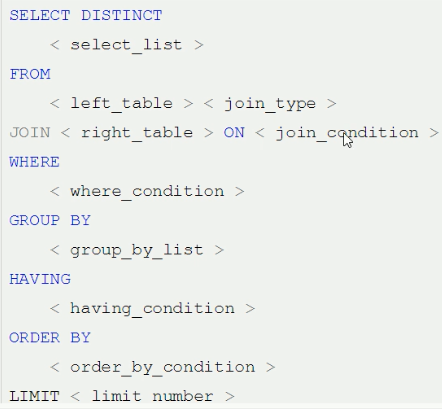 SELECT DISTINCT
< select_list >
FROM
< left_table > < join_type >
JOIN < right_table > ON < join_condition >
WHERE
< where_condition >
GROUP BY
< group_by_list >
HAVING
< having_condition >
ORDER BY
< order_by_condition >
LIMIT < limit number >